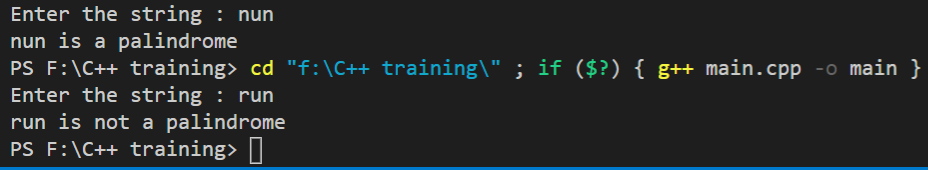 Enter the string : nun
nun is a palindrome
PS F:\C++ training> cd "f:\C++ training\" ; if ($?) { g++ main.cpp -o main }
Enter the string : run
run is not a palindrome
PS F:\C++ training>